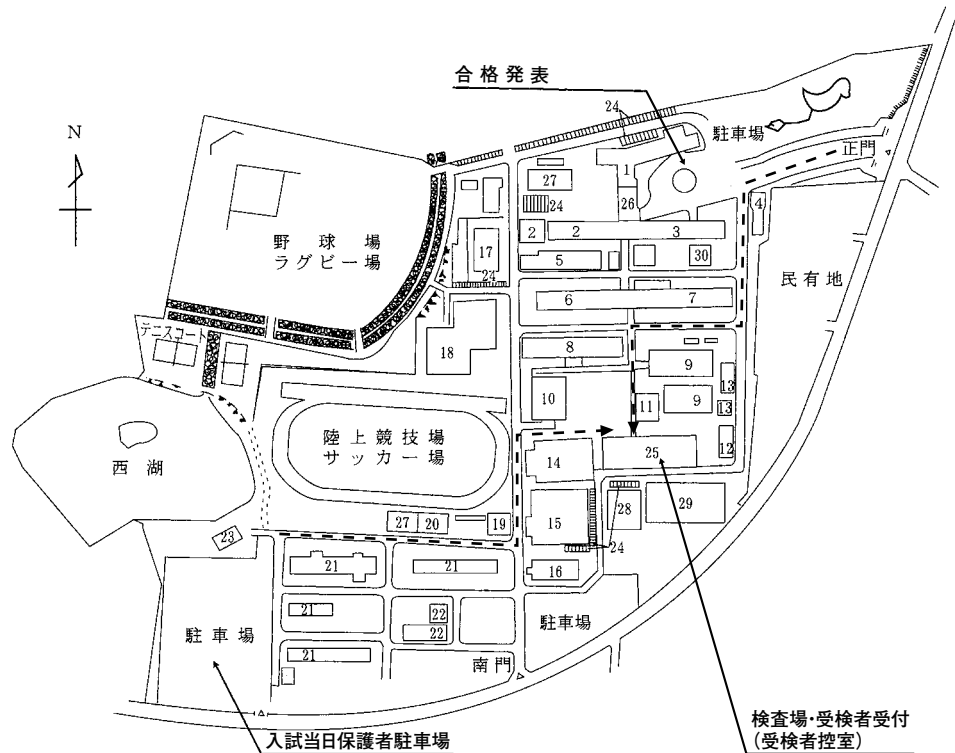 合格発表
N
24
駐車場
正門
1
27
26
4
24
野球場
ラグビー場
17
24
2
2
3
5
30
民有地
6
7
テニスコート
18
8
9
13
10
11
9
13
陸上競技場
サッカー場
西湖
14
25
12
27
20
19
15
28
29
23
24
21
21
16
21
22
22
駐車場
駐車場
21
南門
入試当日保護者駐車場
検査場・受検者受付
(受検者控室)